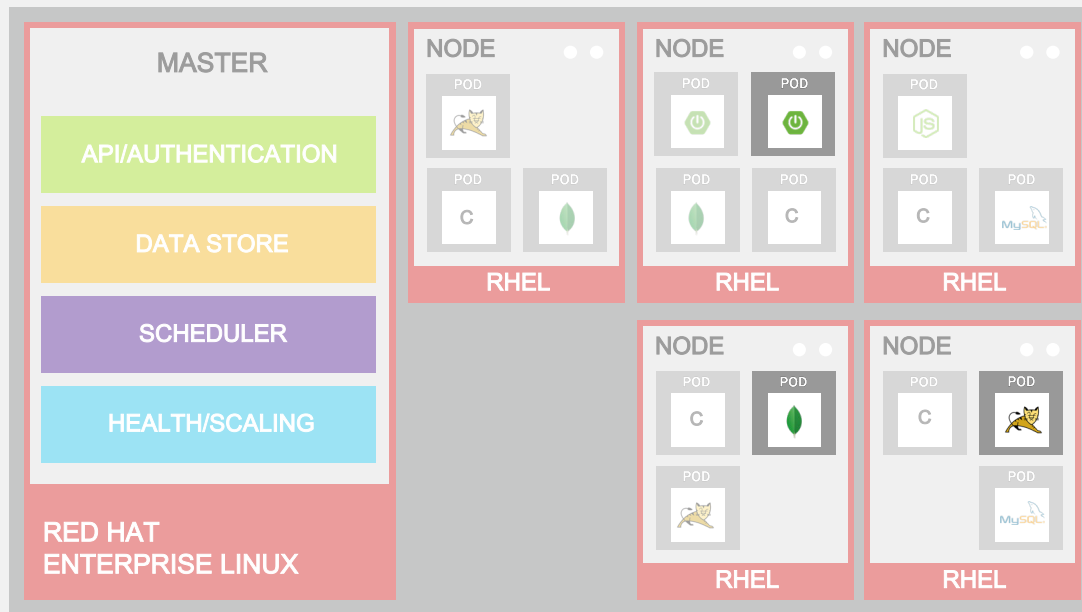 MASTER
API/AUTHENTICATION
DATA STORE
SCHEDULER
HEALTH/SCALING
RED HAT
ENTERPRISE LINUX
NODE
POD
POD
C
POD
RHEL
NODE
POD
POD
POD
POD
C
RHEL
NODE
POD
JS
POD
C
POD
MySQL
RHEL
NODE
POD
C
POD
POD
RHEL
NODE
POD
C
POD
POD
MySQL
RHEL